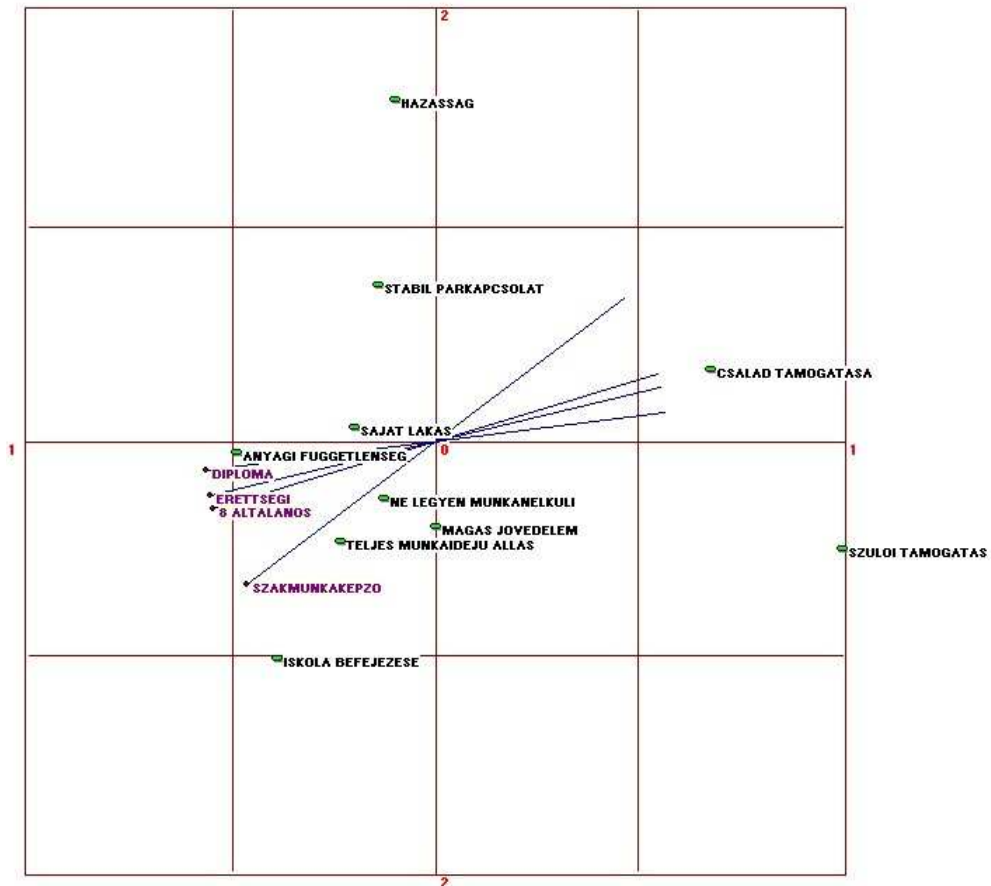 2
HAZASSAG
STABIL PARKAPCSOLAT
CSALAD TAMOGATASA
SAJAT LAKAS
1
0
1
ANYAGI FUGGETLENSEG
DIPLOMA
ERETTSEGI
NE LEGYEN MUNKANELKULI
8 ALTALANOS
MAGAS JOVEDELEM
TELJES MUNKAIDEJU ALLAS
SZULOI TAMOGATAS
SZAKMUNKAKEPZO
ISKOLA BEFEJEZESE
2